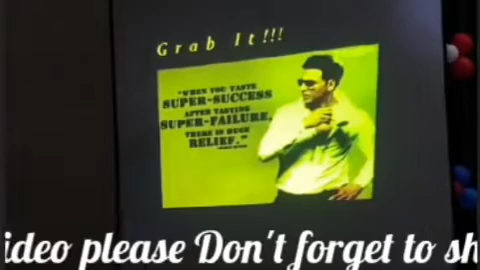 Grab It!!!
"WHEN YOU TASTE
SUPER-SUCCESS
AFTER TASTING
SUPER-FAILURE,
THERE IS HUGE
RELIEF."
ideo please Don't forget to sh